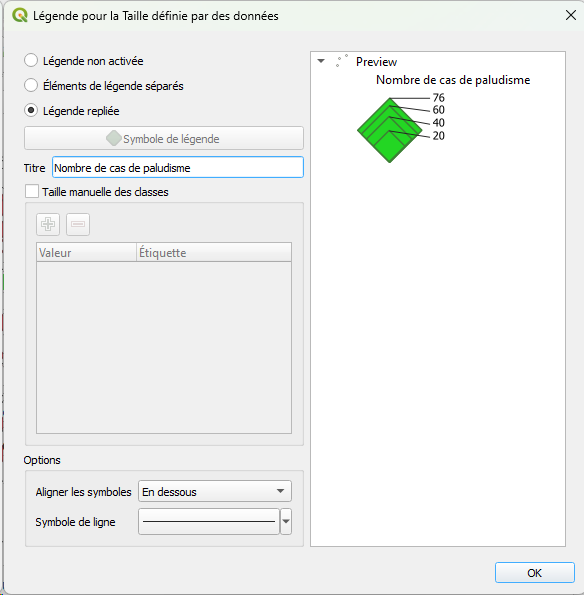 Légende pour la Taille définie par des données
Légende non activée
Éléments de légende séparés
Légende repliée
Symbole de légende
Titre Nombre de cas de paludisme
Taille manuelle des classes
Valeur Étiquette
Options
Aligner les symboles En dessous
Symbole de ligne
Preview
Nombre de cas de paludisme
76
60
40
20
OK